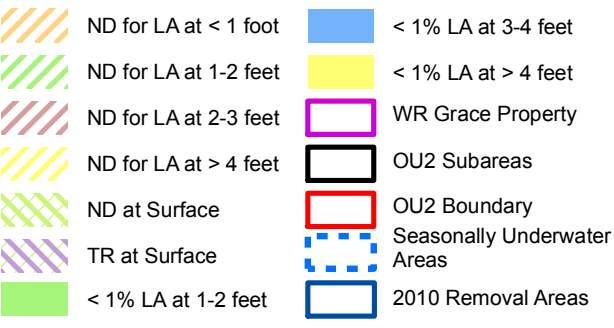 ND for LA at < 1 foot
ND for LA at 1-2 feet
ND for LA at 2-3 feet
ND for LA at > 4 feet
ND at Surface
TR at Surface
< 1% LA at 1-2 feet
< 1% LA at 3-4 feet
< 1% LA at > 4 feet
WR Grace Property
OU2 Subareas
OU2 Boundary
Seasonally Underwater
Areas
2010 Removal Areas